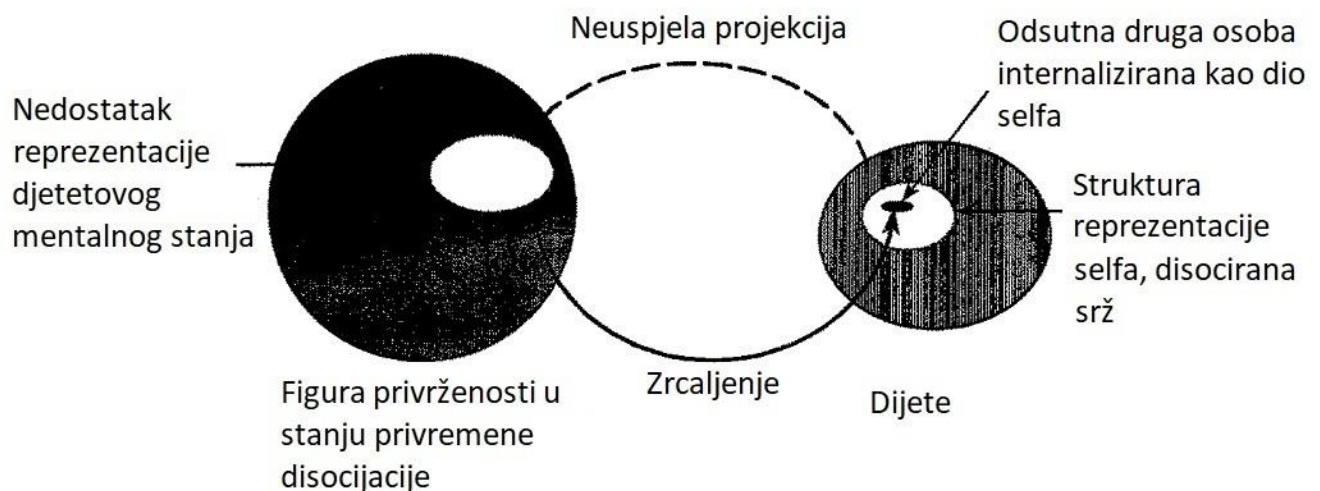 Neuspjela projekcija
Odsutna druga osoba
internalizirana kao dio
selfa
Nedostatak
reprezentacije
djetetovog
mentalnog stanja
Struktura
reprezentacije
selfa, disocirana
srž
Figura privrženosti u
stanju privremene
disocijacije
Zrcaljenje
Dijete